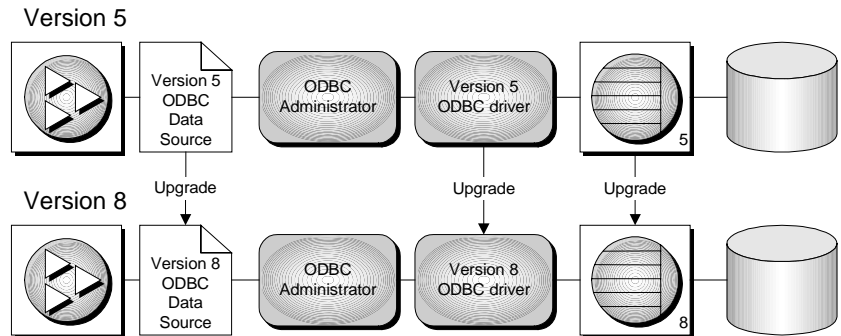 Version 5
Version 5
ODBC
Data
Source
ODBC
Administrator
Version 5
ODBC driver
5
Upgrade
Upgrade
Upgrade
Version 8
Version 8
ODBC
Data
Source
ODBC
Administrator
Version 8
ODBC driver
8